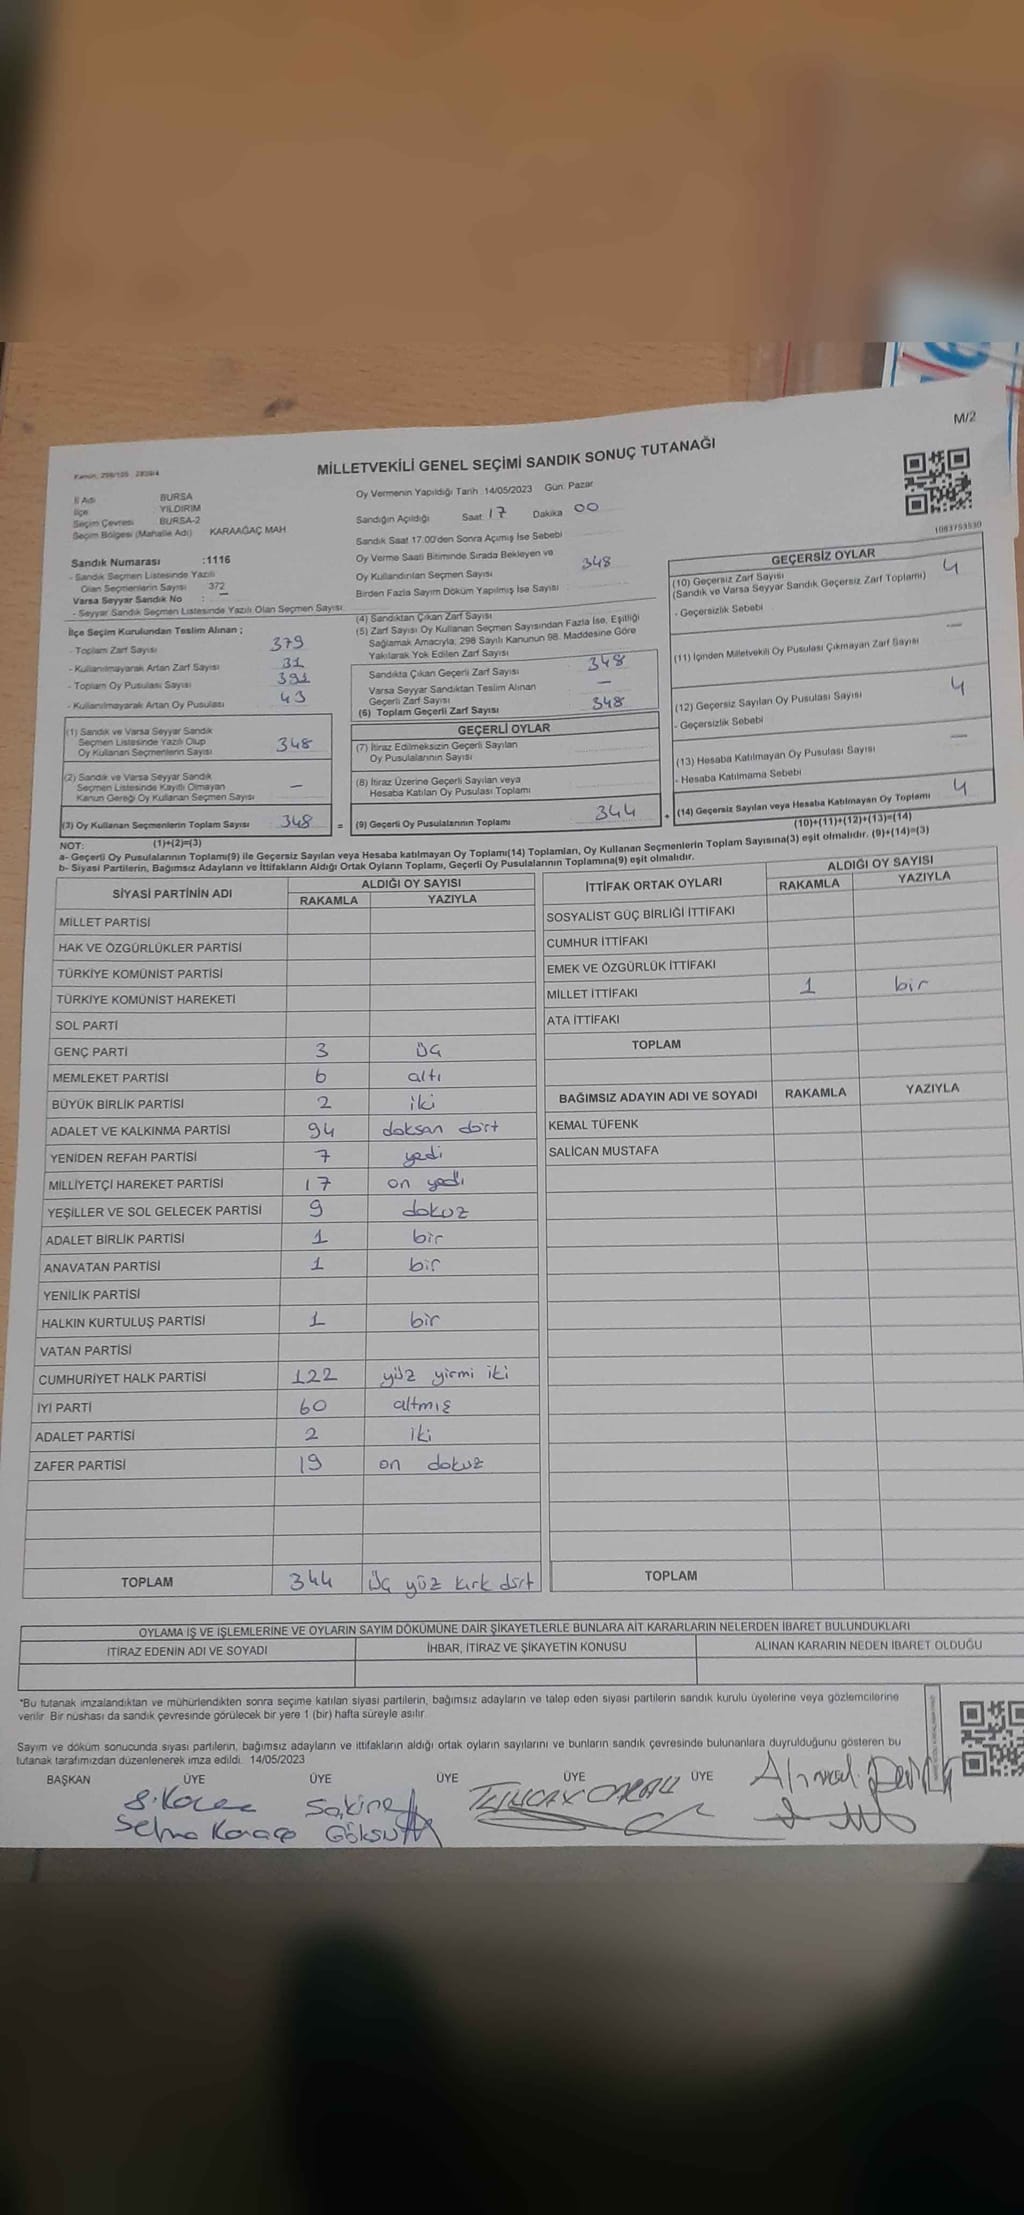 M/2
MİLLETVEKİLİ GENEL SEÇİMİ SANDIK SONUÇ TUTANAĞI
Kanun: 298/105 2839/4
İl Adı BURSA
İlçe YILDIRIM
Seçim Çevresi BURSA-2
Seçim Bölgesi (Mahalle Adı) KARAAĞAÇ MAH
Oy Vermenin Yapıldığı Tarih :14/05/2023 Gün: Pazar
Sandığın Açıldığı Saat 17 Dakika 00
Sandık Saat 17.00'den Sonra Açımış İse Sebebi
Oy Verme Saati Bitiminde Sırada Bekleyen ve
Oy Kullandırılan Seçmen Sayısı 348
Birden Fazla Sayım Döküm Yapılmış İse Sayısı
1083753530
Sandık Numarası :1116
- Sandık Seçmen Listesinde Yazılı
Olan Seçmenlerin Sayısı 372
Varsa Seyyar Sandık No :
- Seyyar Sandık Seçmen Listesinde Yazılı Olan Seçmen Sayısı:
İlçe Seçim Kurulundan Teslim Alınan ;
- Toplam Zarf Sayısı 379
- Kullanılmayarak Artan Zarf Sayısı 31
- Toplam Oy Pusulası Sayısı 391
- Kullanılmayarak Artan Oy Pusulası 43
(1) Sandık ve Varsa Seyyar Sandık
Seçmen Listesinde Yazılı Olup
Oy Kullanan Seçmenlerin Sayısı 348
(2) Sandık ve Varsa Seyyar Sandık
Seçmen Listesinde Kayıtlı Olmayan
Kanun Gereği Oy Kullanan Seçmen Sayısı –
(3) Oy Kullanan Seçmenlerin Toplam Sayısı 348 =
(1)+(2)=(3)
(4) Sandıktan Çıkan Zarf Sayısı
(5) Zarf Sayısı Oy Kullanan Seçmen Sayısından Fazla İse, Eşitliği
Sağlamak Amacıyla, 298 Sayılı Kanunun 98. Maddesine Göre
Yakılarak Yok Edilen Zarf Sayısı
Sandıkta Çıkan Geçerli Zarf Sayısı 348
Varsa Seyyar Sandıktan Teslim Alınan
Geçerli Zarf Sayısı –
(6) Toplam Geçerli Zarf Sayısı 348
GEÇERLİ OYLAR
(7) İtiraz Edilmeksizin Geçerli Sayılan
Oy Pusulalarının Sayısı
(8) İtiraz Üzerine Geçerli Sayılan veya
Hesaba Katılan Oy Pusulası Toplamı
(9) Geçerli Oy Pusulalarının Toplamı 344 +
GEÇERSİZ OYLAR
(10) Geçersiz Zarf Sayısı 4
(Sandık ve Varsa Seyyar Sandık Geçersiz Zarf Toplamı)
- Geçersizlik Sebebi
(11) İçinden Milletvekili Oy Pusulası Çıkmayan Zarf Sayısı —
(12) Geçersiz Sayılan Oy Pusulası Sayısı 4
- Geçersizlik Sebebi
(13) Hesaba Katılmayan Oy Pusulası Sayısı —
- Hesaba Katılmama Sebebi
(14) Geçersiz Sayılan veya Hesaba Katılmayan Oy Toplamı 4
(10)+(11)+(12)+(13)=(14)
NOT:
a- Geçerli Oy Pusulalarının Toplamı(9) ile Geçersiz Sayılan veya Hesaba katılmayan Oy Toplamı(14) Toplamları, Oy Kullanan Seçmenlerin Toplam Sayısına(3) eşit olmalıdır. (9)+(14)=(3)
b- Siyasi Partilerin, Bağımsız Adayların ve İttifakların Aldığı Ortak Oyların Toplamı, Geçerli Oy Pusulalarının Toplamına(9) eşit olmalıdır.
SİYASİ PARTİNİN ADI ALDIĞI OY SAYISI
RAKAMLA YAZIYLA
MİLLET PARTİSİ
HAK VE ÖZGÜRLÜKLER PARTİSİ
TÜRKİYE KOMÜNİST PARTİSİ
TÜRKİYE KOMÜNİST HAREKETİ
SOL PARTİ
GENÇ PARTİ 3 üç
MEMLEKET PARTİSİ 6 altı
BÜYÜK BİRLİK PARTİSİ 2 iki
ADALET VE KALKINMA PARTİSİ 94 doksan dört
YENİDEN REFAH PARTİSİ 7 yedi
MİLLİYETÇİ HAREKET PARTİSİ 17 on yedi
YEŞİLLER VE SOL GELECEK PARTİSİ 9 dokuz
ADALET BİRLİK PARTİSİ 1 bir
ANAVATAN PARTİSİ 1 bir
YENİLİK PARTİSİ
HALKIN KURTULUŞ PARTİSİ 1 bir
VATAN PARTİSİ
CUMHURİYET HALK PARTİSİ 122 yüz yirmi iki
İYİ PARTİ 60 altmış
ADALET PARTİSİ 2 iki
ZAFER PARTİSİ 19 on dokuz
TOPLAM 344 üç yüz kırk dört
İTTİFAK ORTAK OYLARI ALDIĞI OY SAYISI
RAKAMLA YAZIYLA
SOSYALİST GÜÇ BİRLİĞİ İTTİFAKI
CUMHUR İTTİFAKI
EMEK VE ÖZGÜRLÜK İTTİFAKI
MİLLET İTTİFAKI 1 bir
ATA İTTİFAKI
TOPLAM
BAĞIMSIZ ADAYIN ADI VE SOYADI RAKAMLA YAZIYLA
KEMAL TÜFENK
SALİCAN MUSTAFA
TOPLAM
OYLAMA İŞ VE İŞLEMLERİNE VE OYLARIN SAYIM DÖKÜMÜNE DAİR ŞİKAYETLERLE BUNLARA AİT KARARLARIN NELERDEN İBARET BULUNDUKLARI
İTİRAZ EDENİN ADI VE SOYADI İHBAR, İTİRAZ VE ŞİKAYETİN KONUSU ALINAN KARARIN NEDEN İBARET OLDUĞU
*Bu tutanak imzalandıktan ve mühürlendikten sonra seçime katılan siyasi partilerin, bağımsız adayların ve talep eden siyasi partilerin sandık kurulu üyelerine veya gözlemcilerine
verilir. Bir nüshası da sandık çevresinde görülecek bir yere 1 (bir) hafta süreyle asılır.
Sayım ve döküm sonucunda siyasi partilerin, bağımsız adayların ve ittifakların aldığı ortak oyların sayılarını ve bunların sandık çevresinde bulunanlara duyrulduğunu gösteren bu
tutanak tarafımızdan düzenlenerek imza edildi. 14/05/2023
BAŞKAN ÜYE ÜYE ÜYE ÜYE ÜYE
Sakine Ahmet
Selma Göksu